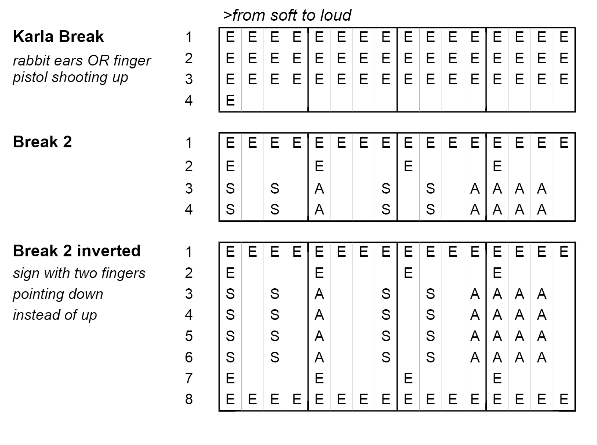 >from soft to loud
Karla Break 1 E E E E E E E E E E E E E E E E
rabbit ears OR finger 2 E E E E E E E E E E E E E E E E
pistol shooting up 3 E E E E E E E E E E E E E E E E
4 E
Break 2 1 E E E E E E E E E E E E E E E E
2 E E E E
3 S S A S S A A A A
4 S S A S S A A A A
Break 2 inverted 1 E E E E E E E E E E E E E E E E
sign with two fingers 2 E E E E
pointing down 3 S S A S S A A A A
instead of up 4 S S A S S A A A A
5 S S A S S A A A A
6 S S A S S A A A A
7 E E E E
8 E E E E E E E E E E E E E E E E